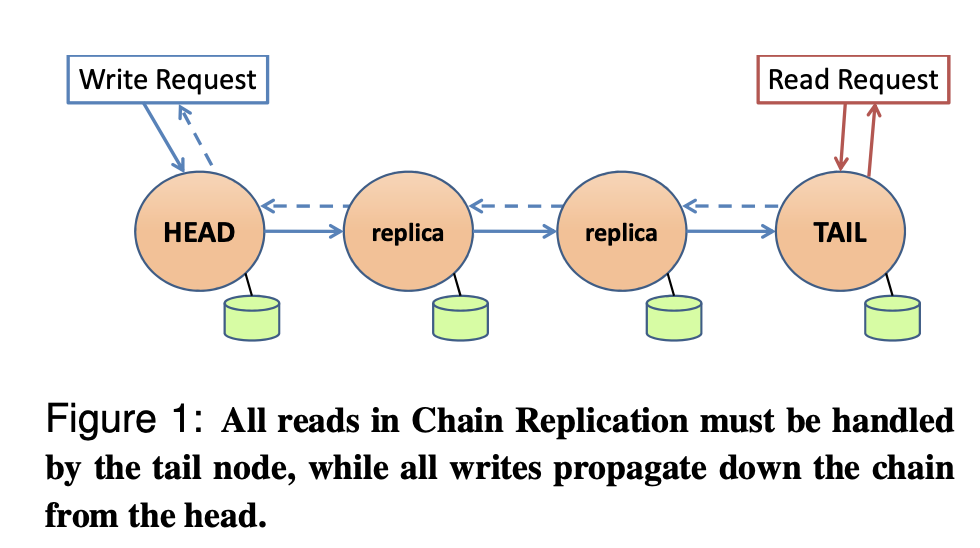 Write Request
Read Request
HEAD
replica
replica
TAIL
Figure 1: All reads in Chain Replication must be handled
by the tail node, while all writes propagate down the chain
from the head.